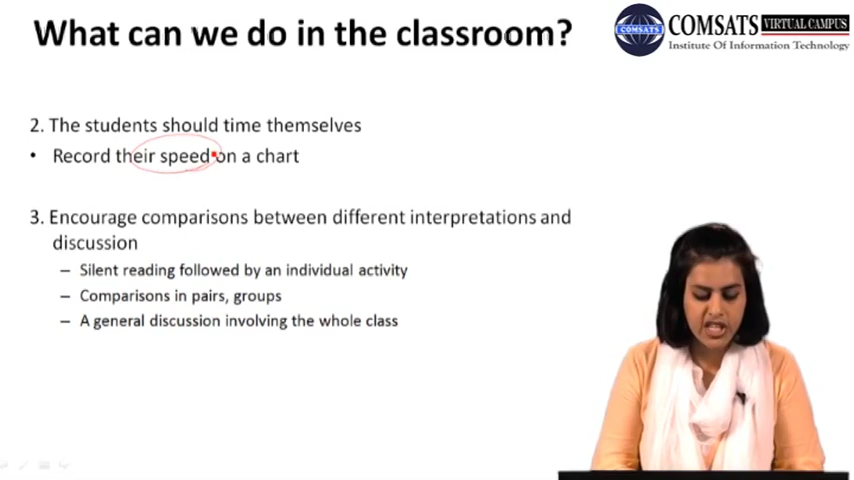 What can we do in the classroom?
COMSATS
COMSATS VIRTUAL CAMPUS
Institute Of Information Technology
2. The students should time themselves
• Record their speed on a chart
3. Encourage comparisons between different interpretations and
discussion
– Silent reading followed by an individual activity
– Comparisons in pairs, groups
– A general discussion involving the whole class